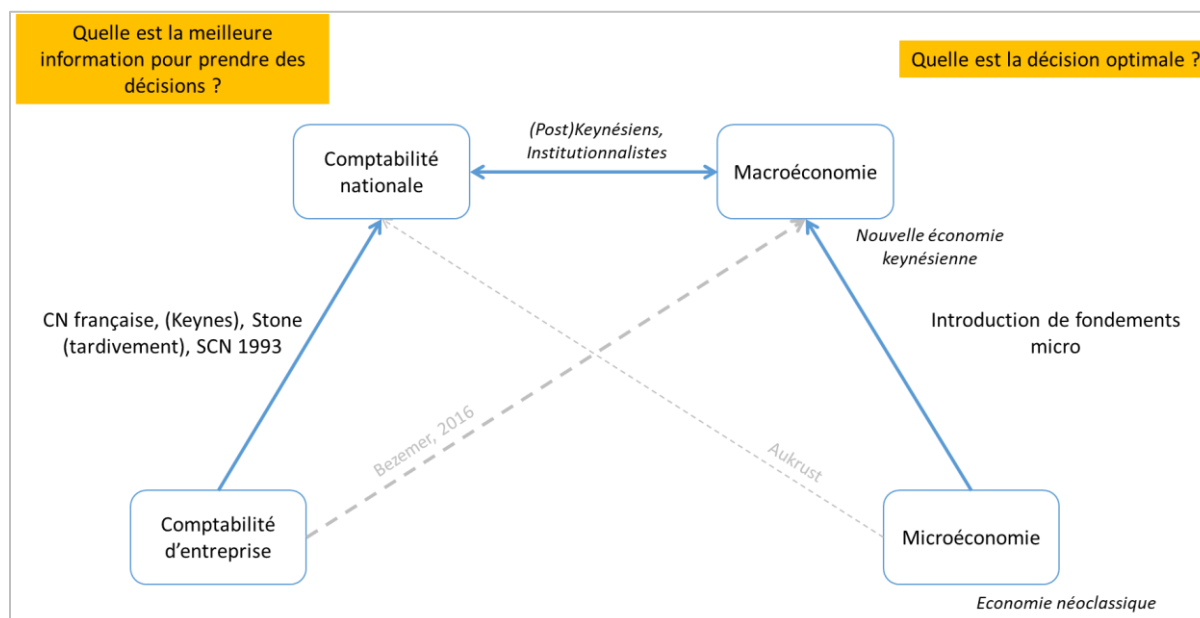 Quelle est la meilleure
information pour prendre des
décisions ?
Quelle est la décision optimale ?
(Post)Keynésiens,
Institutionnalistes
Comptabilité
nationale
Macroéconomie
Nouvelle économie
keynésienne
CN française, (Keynes), Stone
(tardivement), SCN 1993
Introduction de fondements
micro
Bezemer, 2016
Aukrust
Comptabilité
d’entreprise
Microéconomie
Economie néoclassique